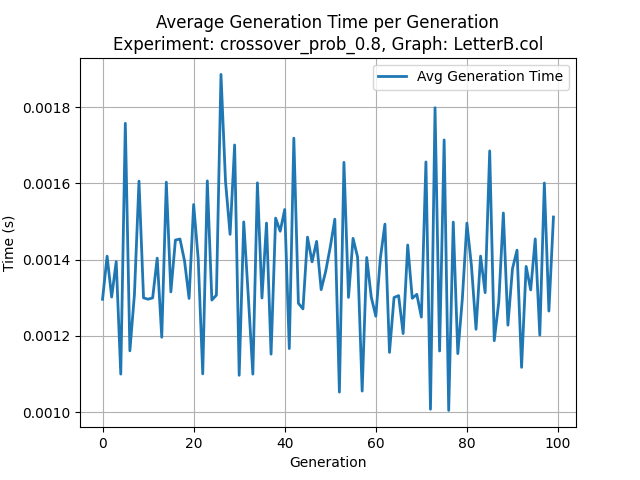 Average Generation Time per Generation
Experiment: crossover_prob_0.8, Graph: LetterB.col
Avg Generation Time
Time (s)
0.0018
0.0016
0.0014
0.0012
0.0010
0 20 40 60 80 100
Generation